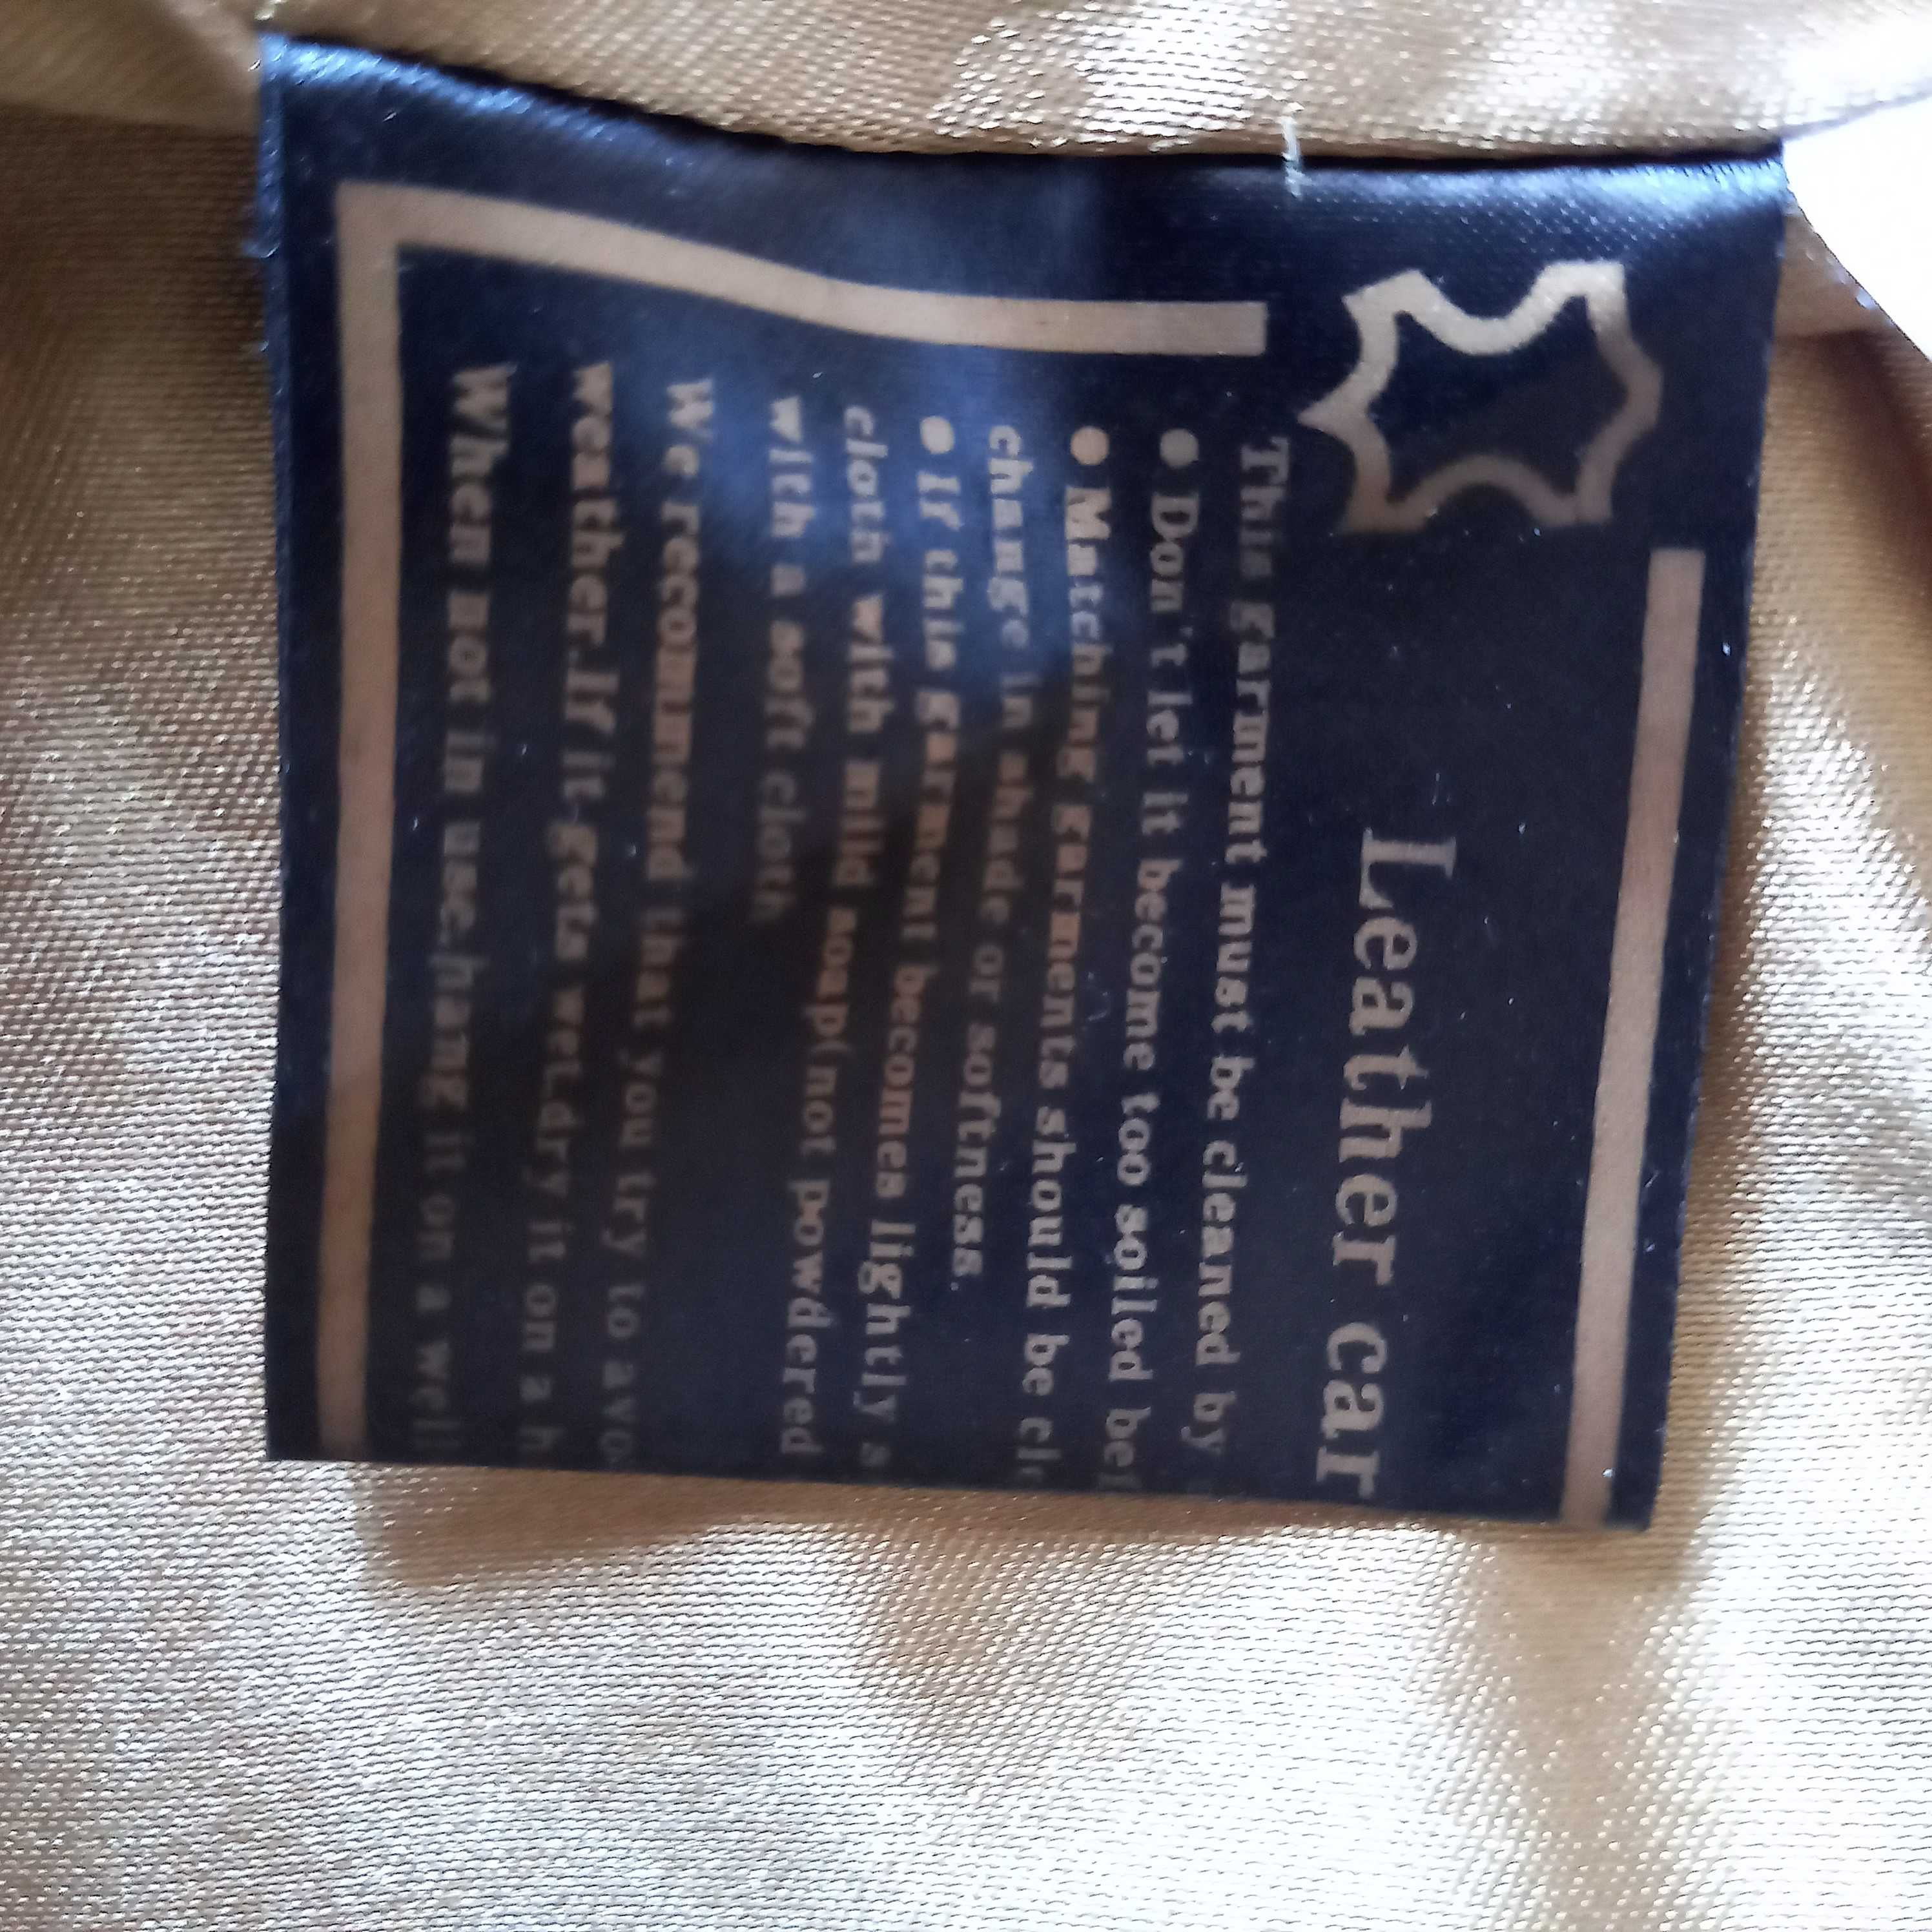 Leather car
This garment must be cleaned by
● Don't let it become too soiled bef
● Matching garments should be cle
change in shade or softness.
● If this garment becomes lightly s
cloth with mild soap(not powdered
with a soft cloth
We recommend that you try to avo
weather.If it gets wet,dry it on a h
When not in use,hang it on a well